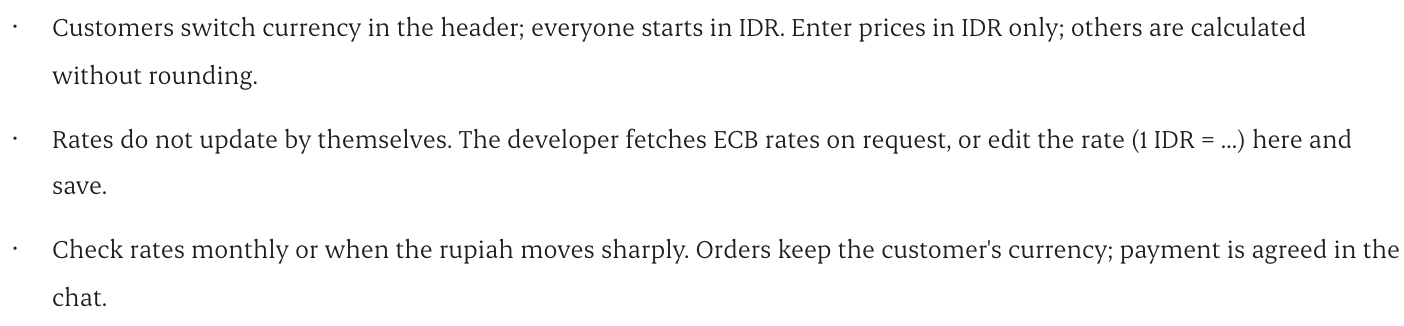 · Customers switch currency in the header; everyone starts in IDR. Enter prices in IDR only; others are calculated
without rounding.
· Rates do not update by themselves. The developer fetches ECB rates on request, or edit the rate (1 IDR = ...) here and
save.
· Check rates monthly or when the rupiah moves sharply. Orders keep the customer's currency; payment is agreed in the
chat.